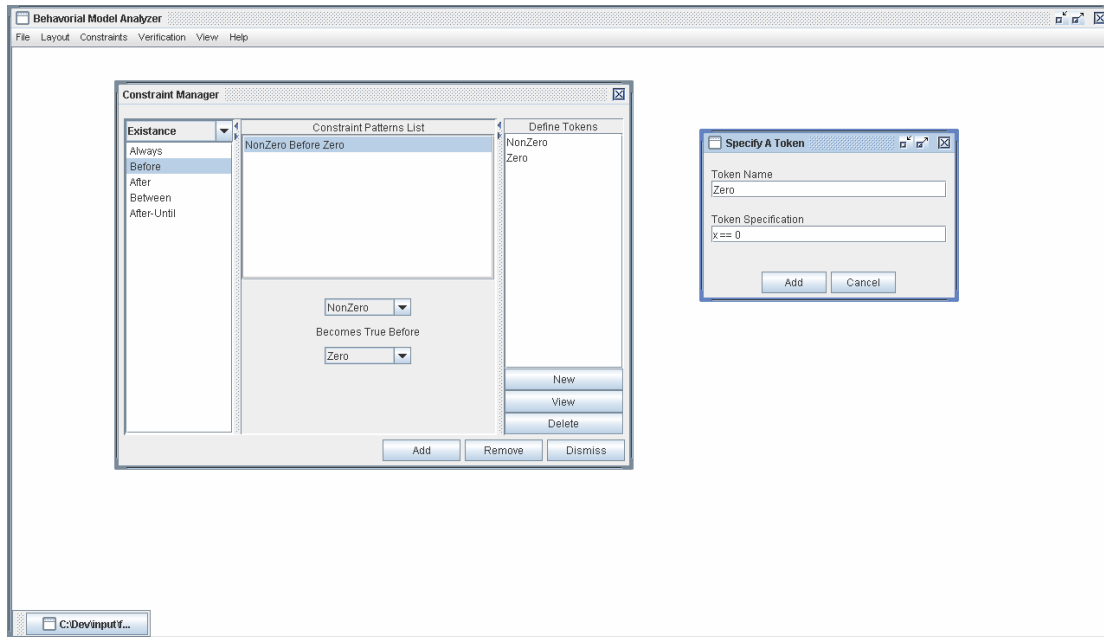 Behavorial Model Analyzer
File Layout Constraints Verification View Help
Constraint Manager
Existance
Always
Before
After
Between
After-Until
Constraint Patterns List
NonZero Before Zero
NonZero
Becomes True Before
Zero
Define Tokens
NonZero
Zero
New
View
Delete
Add Remove Dismiss
Specify A Token
Token Name
Zero
Token Specification
x == 0
Add Cancel
C:\Dev\input\f...